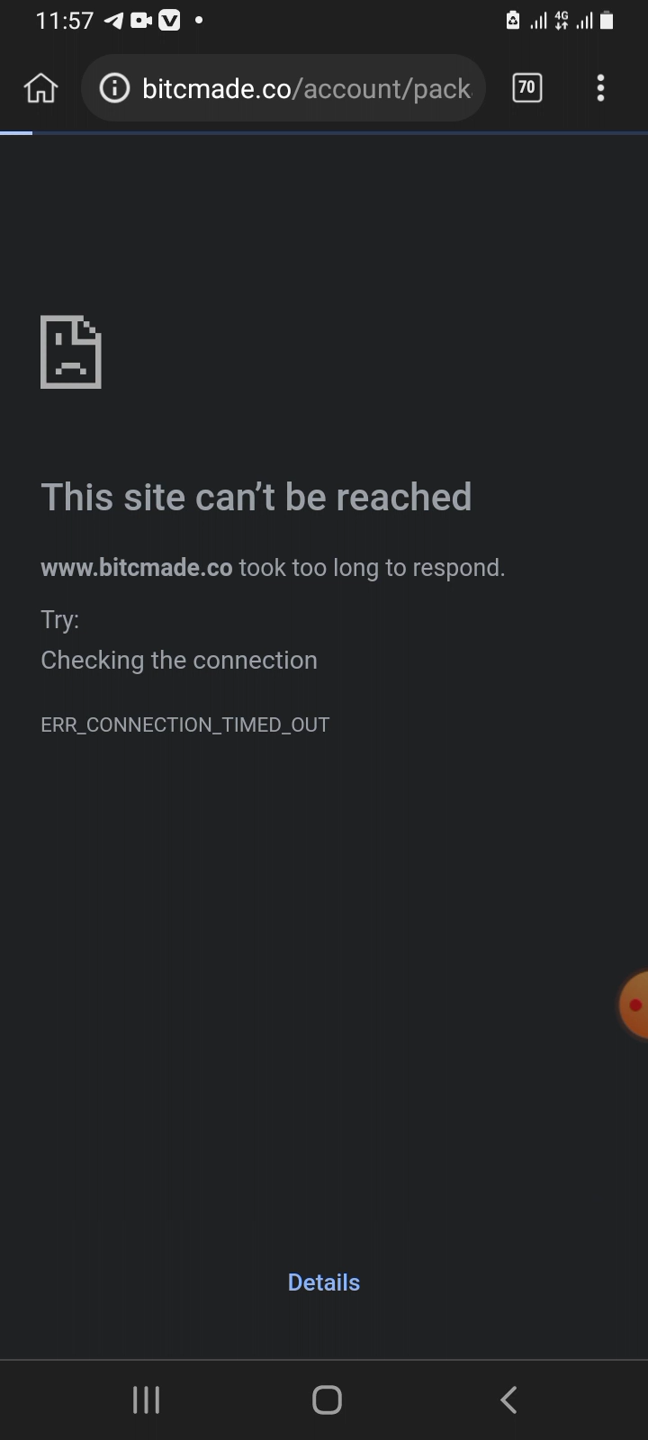 11:57
4G
bitcmade.co/account/pack
70
This site can’t be reached
www.bitcmade.co took too long to respond.
Try:
Checking the connection
ERR_CONNECTION_TIMED_OUT
Details